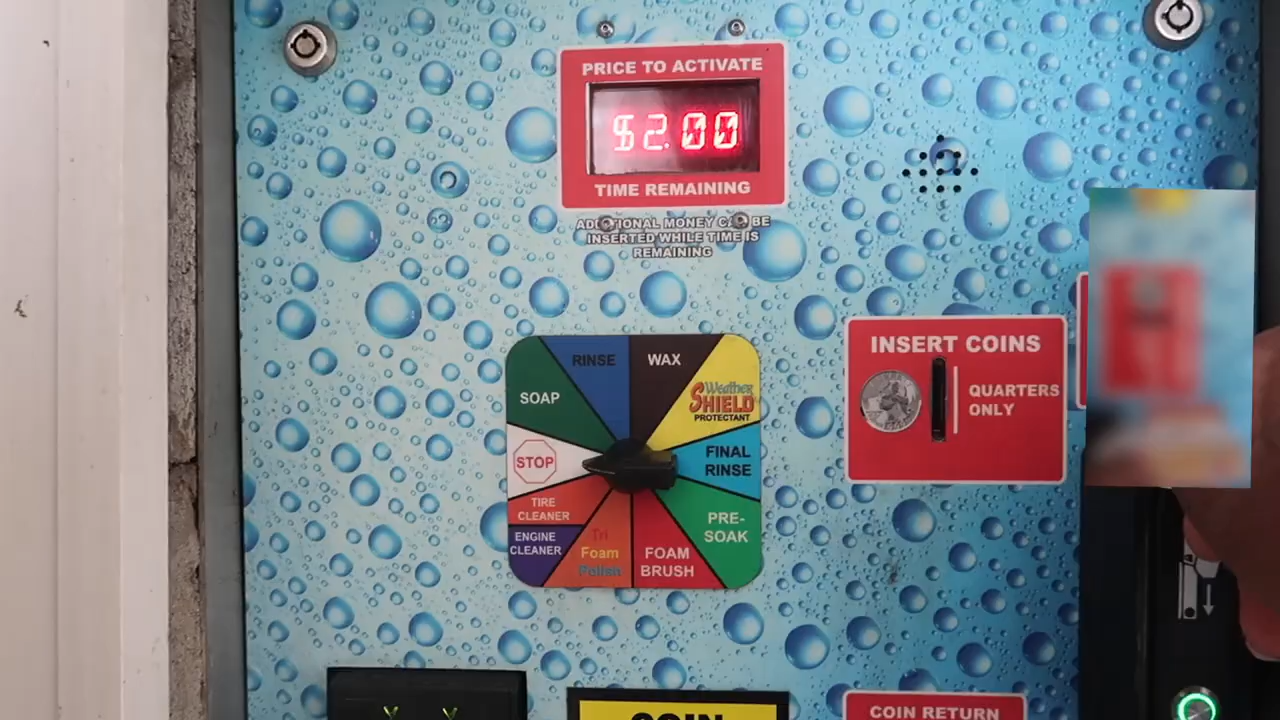 PRICE TO ACTIVATE
$2.00
TIME REMAINING
ADDITIONAL MONEY CAN BE
INSERTED WHILE TIME IS
REMAINING
INSERT COINS
QUARTERS
ONLY
RINSE
WAX
SOAP
Weather
SHIELD
PROTECTANT
STOP
FINAL
RINSE
TIRE
CLEANER
PRE-
SOAK
ENGINE
CLEANER
Tri
Foam
Polish
FOAM
BRUSH
COIN
COIN RETURN